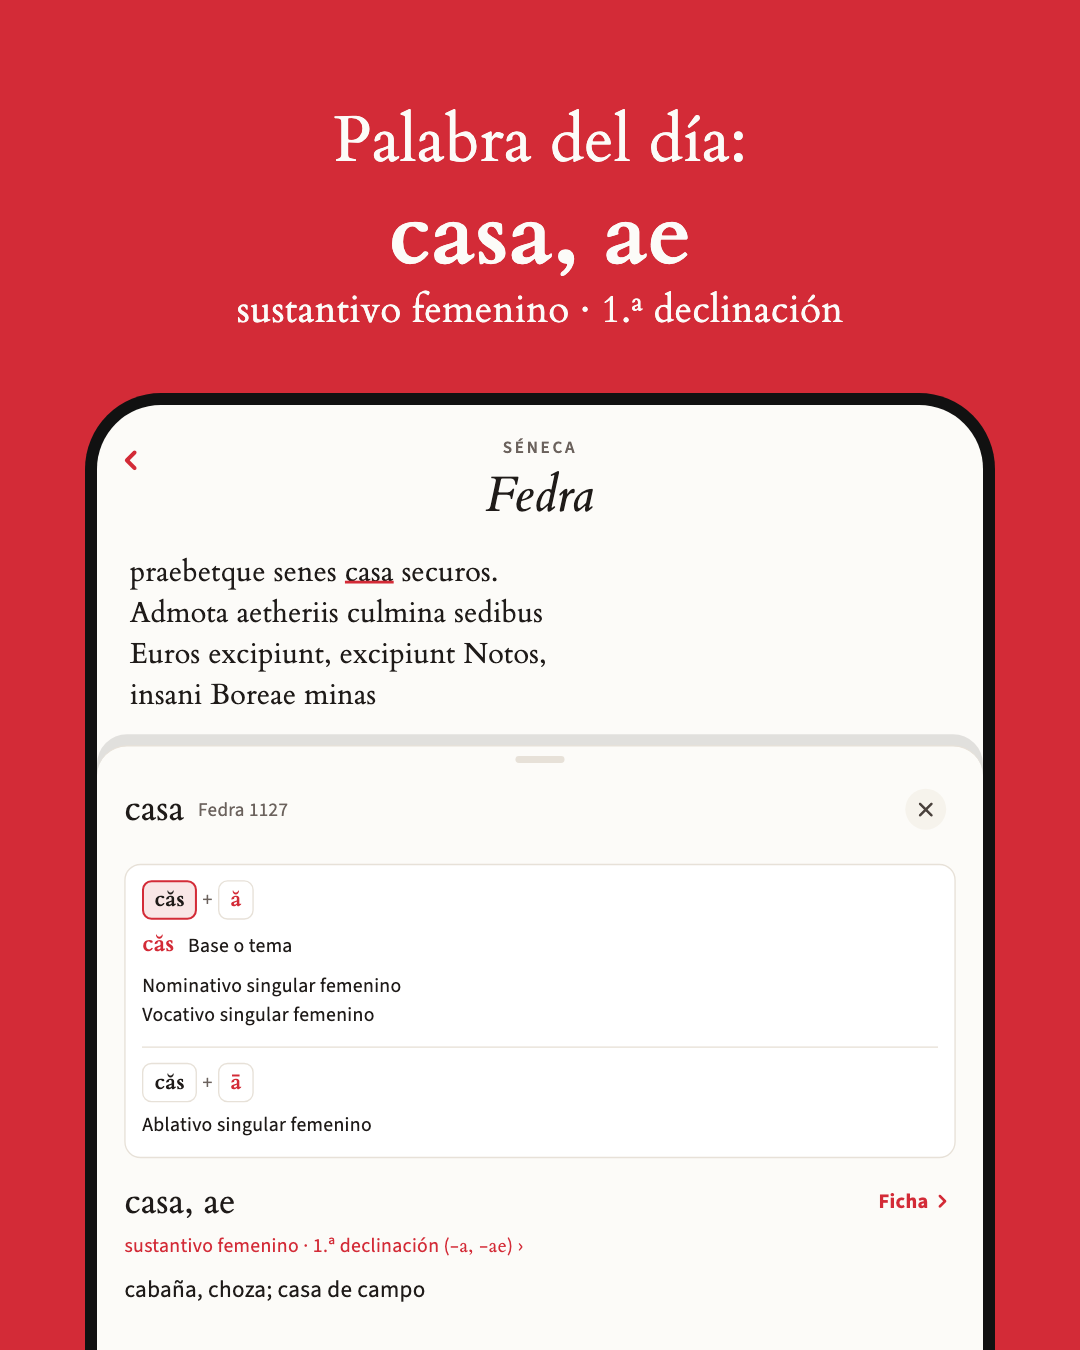 Palabra del día:
casa, ae
sustantivo femenino · 1.ª declinación
SÉNECA
Fedra
praebetque senes casa securos.
Admota aetheriis culmina sedibus
Euros excipiunt, excipiunt Notos,
insani Boreae minas
casa Fedra 1127
căs + ă
căs Base o tema
Nominativo singular femenino
Vocativo singular femenino
căs + ā
Ablativo singular femenino
casa, ae Ficha ›
sustantivo femenino · 1.ª declinación (–a, –ae) ›
cabaña, choza; casa de campo